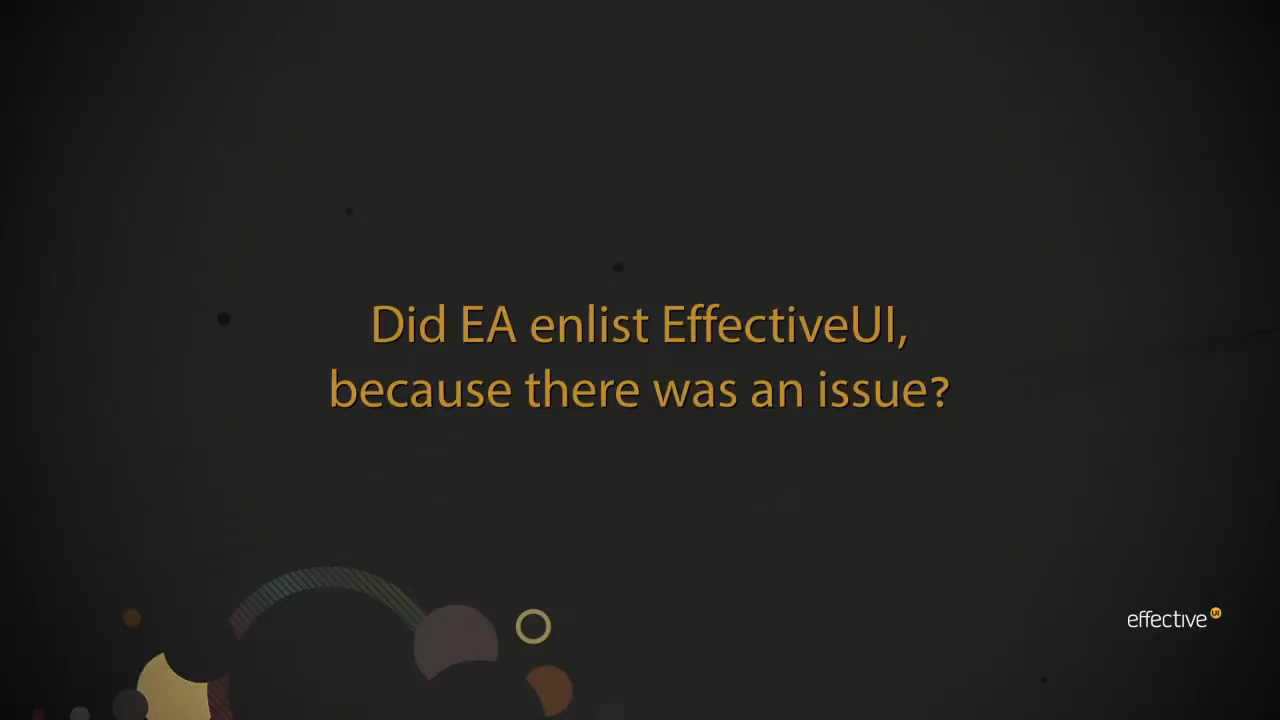 Did EA enlist EffectiveUI,
because there was an issue?
effective UI